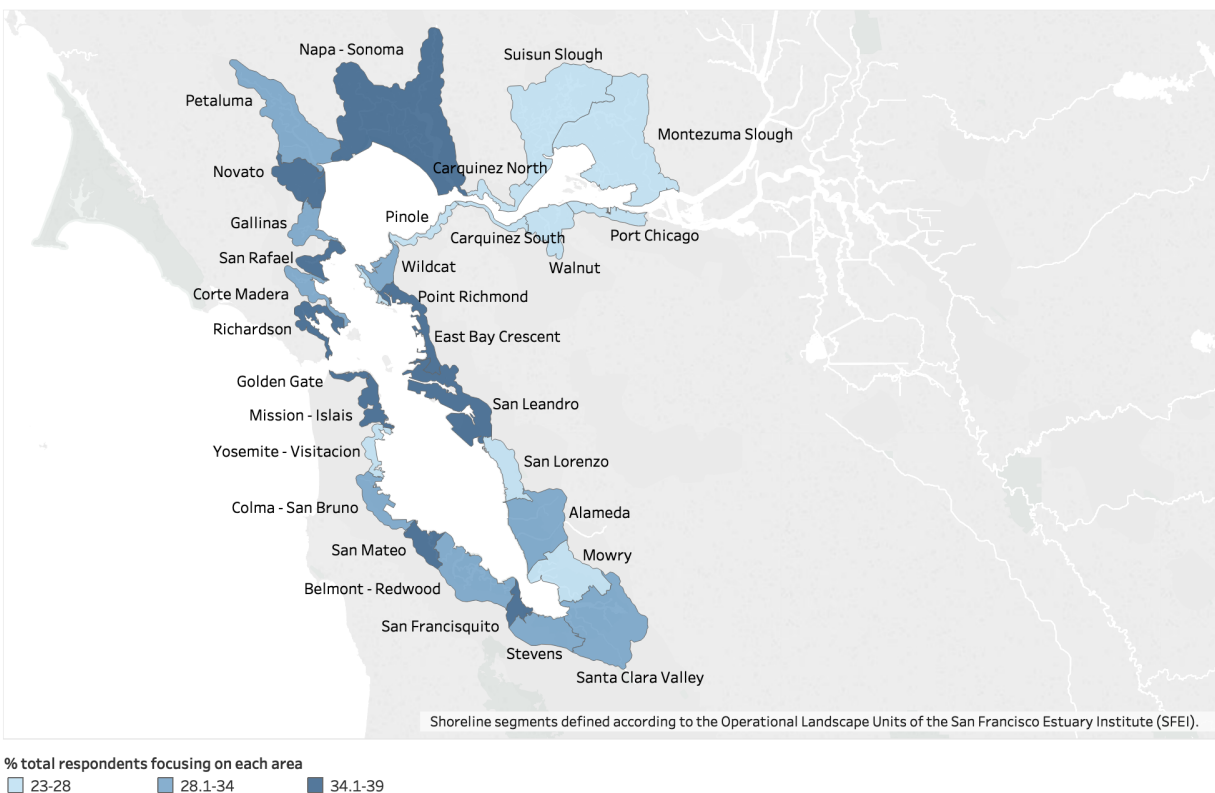 Napa - Sonoma
Suisun Slough
Petaluma
Montezuma Slough
Carquinez North
Novato
Pinole
Gallinas
Carquinez South
Port Chicago
San Rafael
Wildcat
Walnut
Corte Madera
Point Richmond
Richardson
East Bay Crescent
Golden Gate
San Leandro
Mission - Islais
Yosemite - Visitacion
San Lorenzo
Colma - San Bruno
Alameda
San Mateo
Mowry
Belmont - Redwood
San Francisquito
Stevens
Santa Clara Valley
Shoreline segments defined according to the Operational Landscape Units of the San Francisco Estuary Institute (SFEI).
% total respondents focusing on each area
23-28
28.1-34
34.1-39